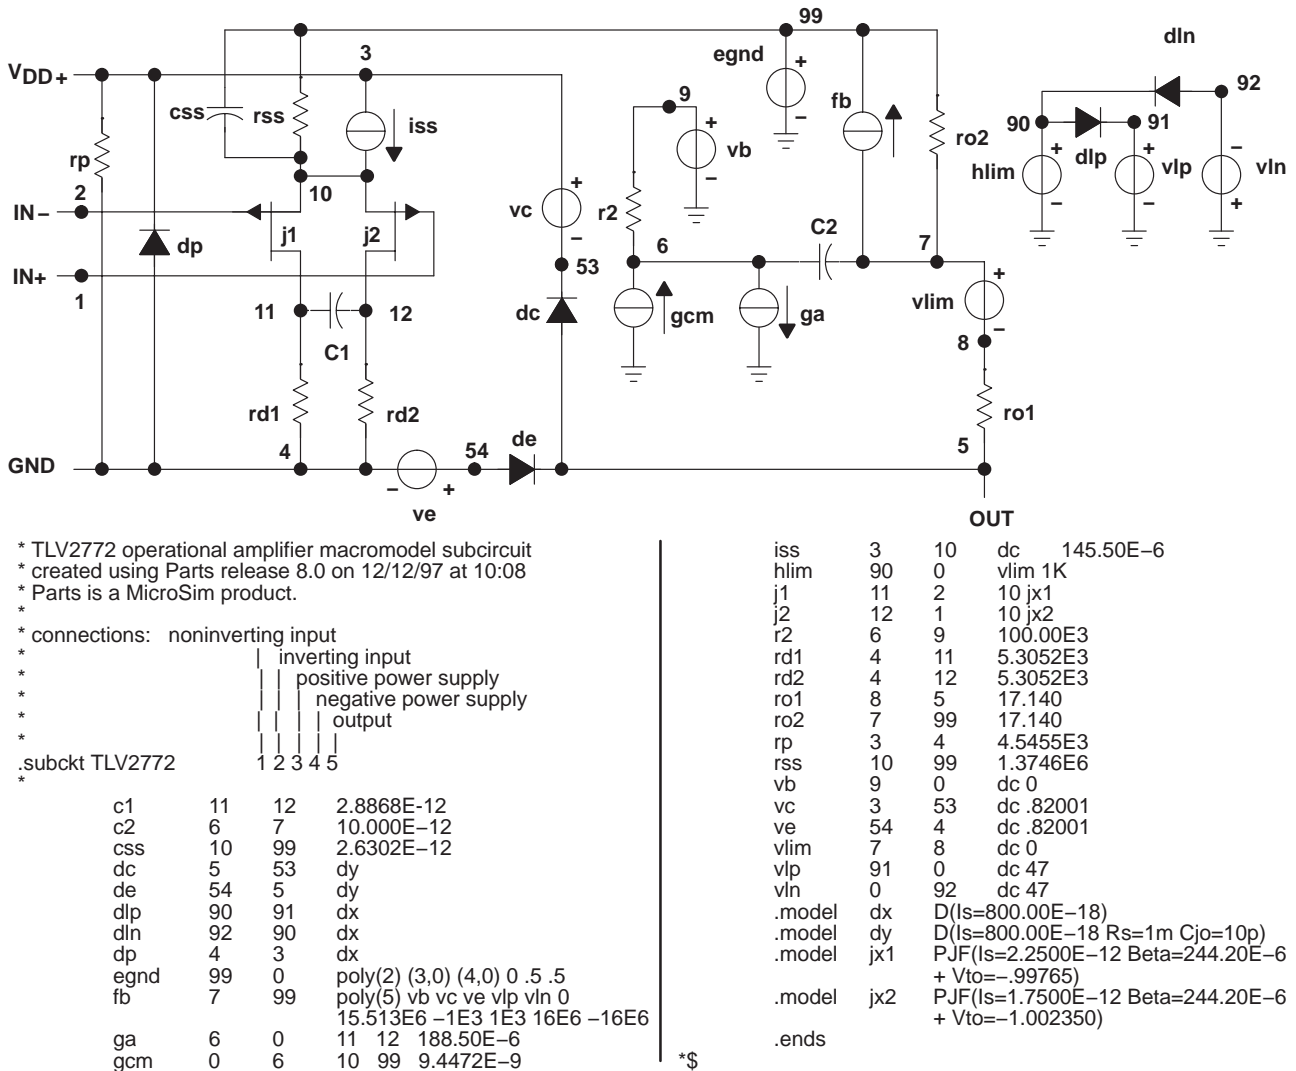 99
dln
egnd
+
3
VDD+
92
css
rss
iss
9
fb
90
91
ro2
+
vb
−
rp
+
−
hlim
dlp
+
−
vlp
−
+
vln
10
2
IN−
vc
+
−
r2
C2
j1
j2
dp
6
7
IN+
1
53
+
vlim
−
11
12
dc
gcm
ga
8
C1
rd1
rd2
ro1
4
54
de
5
GND
−
+
ve
OUT
* TLV2772 operational amplifier macromodel subcircuit
* created using Parts release 8.0 on 12/12/97 at 10:08
* Parts is a MicroSim product.
*
* connections: noninverting input
* | inverting input
* | | positive power supply
* | | | negative power supply
* | | | | output
* | | | | |
.subckt TLV2772 1 2 3 4 5
*
c1 11 12 2.8868E-12
c2 6 7 10.000E−12
css 10 99 2.6302E−12
dc 5 53 dy
de 54 5 dy
dlp 90 91 dx
dln 92 90 dx
dp 4 3 dx
egnd 99 0 poly(2) (3,0) (4,0) 0 .5 .5
fb 7 99 poly(5) vb vc ve vlp vln 0
15.513E6 −1E3 1E3 16E6 −16E6
ga 6 0 11 12 188.50E−6
gcm 0 6 10 99 9.4472E−9
iss 3 10 dc 145.50E−6
hlim 90 0 vlim 1K
j1 11 2 10 jx1
j2 12 1 10 jx2
r2 6 9 100.00E3
rd1 4 11 5.3052E3
rd2 4 12 5.3052E3
ro1 8 5 17.140
ro2 7 99 17.140
rp 3 4 4.5455E3
rss 10 99 1.3746E6
vb 9 0 dc 0
vc 3 53 dc .82001
ve 54 4 dc .82001
vlim 7 8 dc 0
vlp 91 0 dc 47
vln 0 92 dc 47
.model dx D(Is=800.00E−18)
.model dy D(Is=800.00E−18 Rs=1m Cjo=10p)
.model jx1 PJF(Is=2.2500E−12 Beta=244.20E−6
+ Vto=−.99765)
.model jx2 PJF(Is=1.7500E−12 Beta=244.20E−6
+ Vto=−1.002350)
.ends
*$